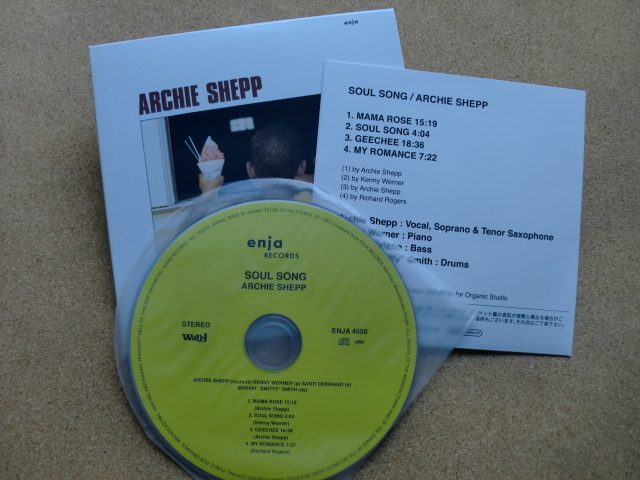 enja
ARCHIE SHEPP
SOUL SONG / ARCHIE SHEPP
1. MAMA ROSE 15:19
2. SOUL SONG 4:04
3. GEECHEE 18:36
4. MY ROMANCE 7:22
(1) by Archie Shepp
(2) by Kenny Werner
(3) by Archie Shepp
(4) by Richard Rogers
Archie Shepp : Vocal, Soprano & Tenor Saxophone
Werner : Piano
: Bass
Smith : Drums
for Organic Studio
enja
RECORDS
SOUL SONG
ARCHIE SHEPP
STEREO
ENJA 4050
ARCHIE SHEPP KENNY WERNER (p) SANTI DEBRIANO (b)
MARVIN "SMITTY" SMITH (ds)
1. MAMA ROSE 15:19
(Archie Shepp)
2. SOUL SONG 4:04
(Kenny Werner)
3. GEECHEE 18:36
(Archie Shepp)
4. MY ROMANCE 7:22
(Richard Rogers)